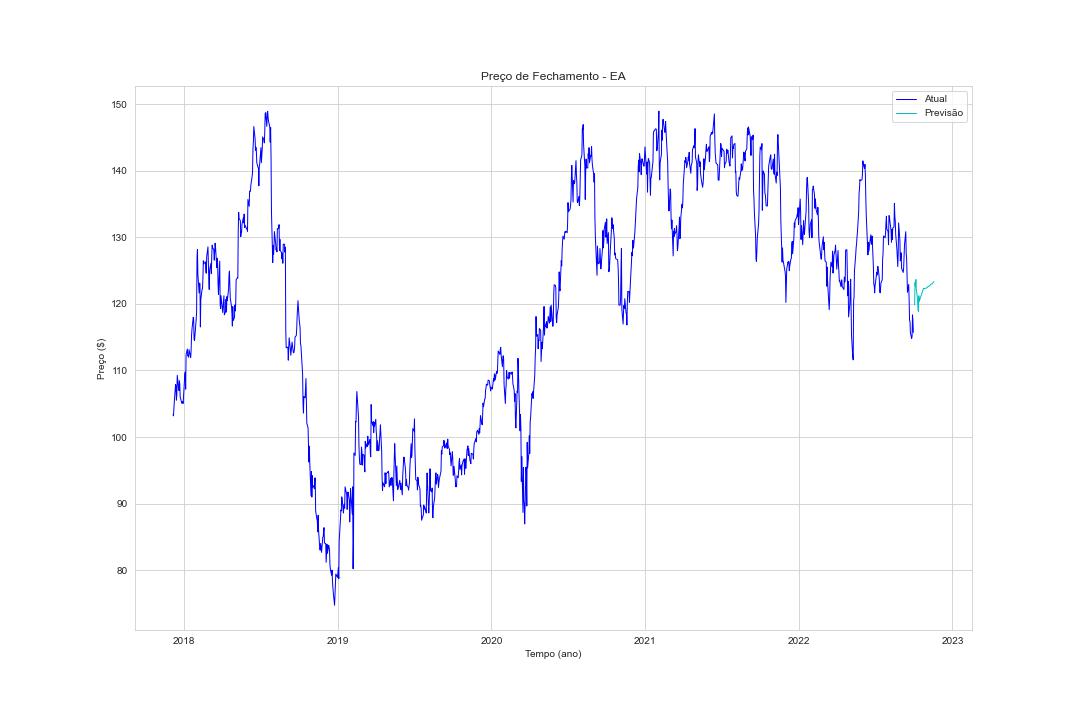 Preço de Fechamento - EA
Atual
Previsão
150
140
130
120
110
100
90
80
Preço ($)
2018 2019 2020 2021 2022 2023
Tempo (ano)